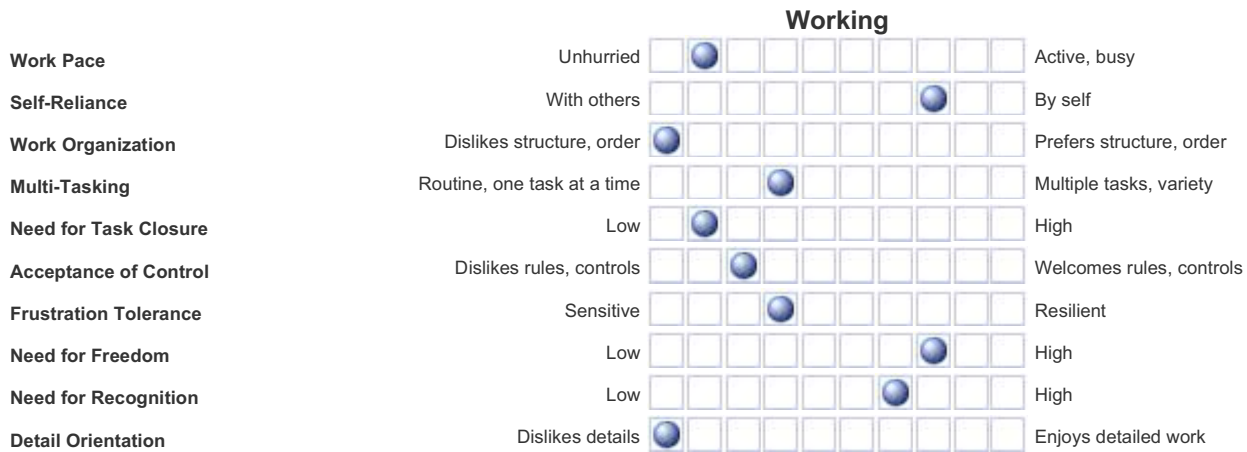 Working
Work Pace Unhurried Active, busy
Self-Reliance With others By self
Work Organization Dislikes structure, order Prefers structure, order
Multi-Tasking Routine, one task at a time Multiple tasks, variety
Need for Task Closure Low High
Acceptance of Control Dislikes rules, controls Welcomes rules, controls
Frustration Tolerance Sensitive Resilient
Need for Freedom Low High
Need for Recognition Low High
Detail Orientation Dislikes details Enjoys detailed work